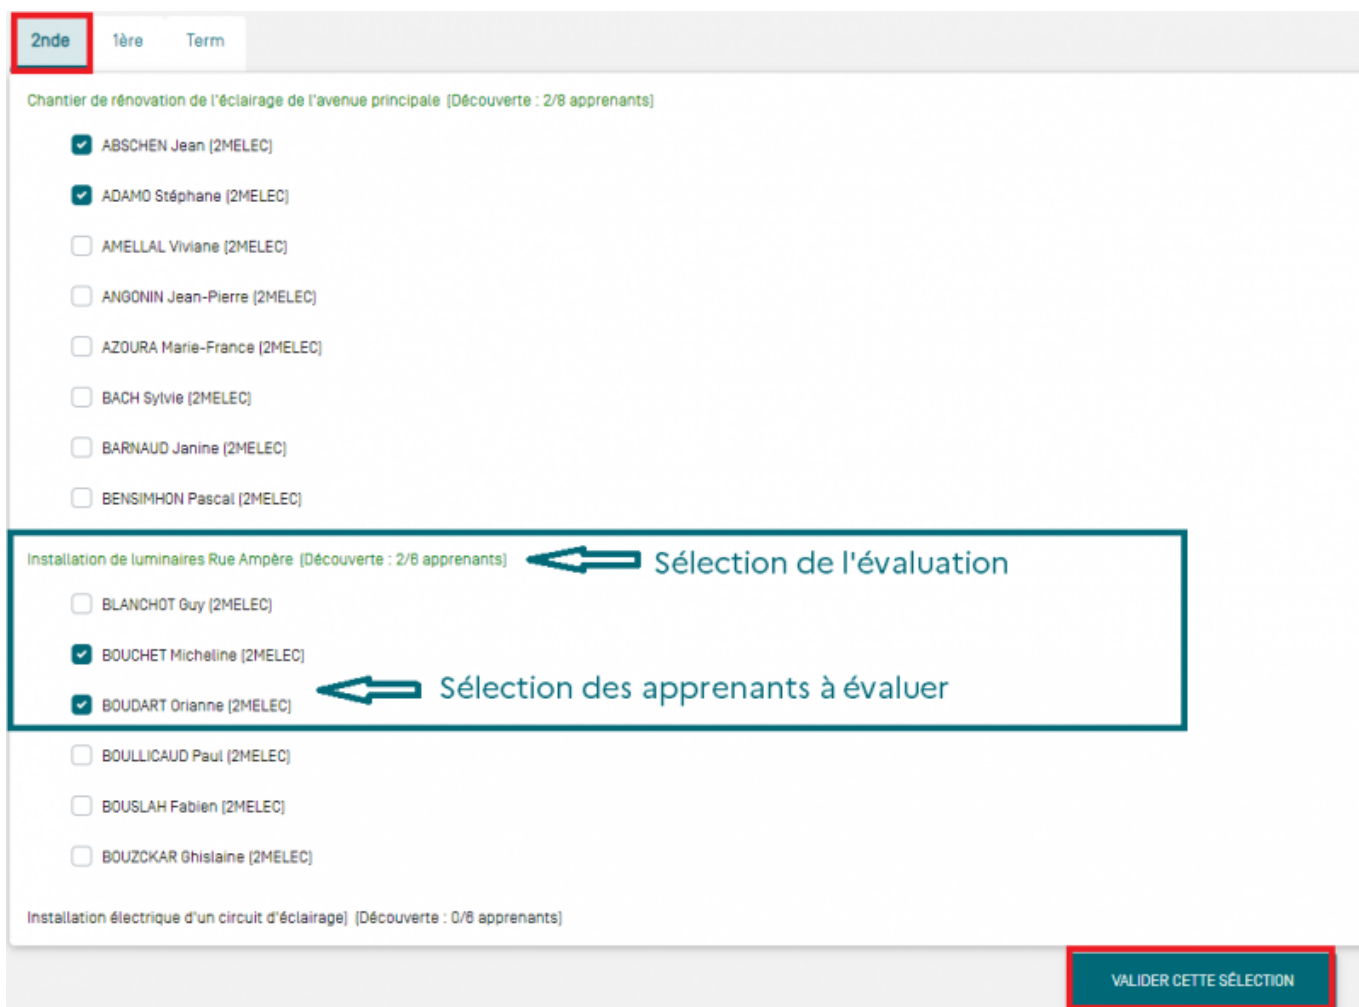 2nde 1ère Term
Chantier de rénovation de l'éclairage de l'avenue principale (Découverte : 2/8 apprenants)
ABSCHEN Jean (2MELEC)
ADAMO Stéphane (2MELEC)
AMELLAL Viviane (2MELEC)
ANGONIN Jean-Pierre (2MELEC)
AZOURA Marie-France (2MELEC)
BACH Sylvie (2MELEC)
BARNAUD Janine (2MELEC)
BENSIMHON Pascal (2MELEC)
Installation de luminaires Rue Ampère (Découverte : 2/6 apprenants) Sélection de l'évaluation
BLANCHOT Guy (2MELEC)
BOUCHET Micheline (2MELEC)
Sélection des apprenants à évaluer
BOUDART Orianne (2MELEC)
BOULLICAUD Paul (2MELEC)
BOUSLAH Fabien (2MELEC)
BOUZCKAR Ghislaine (2MELEC)
Installation électrique d'un circuit d'éclairage) (Découverte : 0/6 apprenants)
VALIDER CETTE SÉLECTION